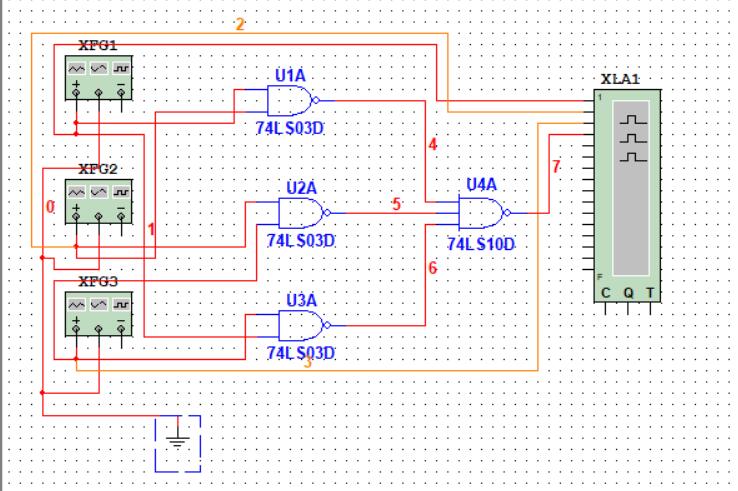 2
XFG1
XLA1
U1A
1
74LS03D
4
XFG2
U2A
U4A
7
0
1
5
74LS03D
74LS10D
XFG3
6
F
U3A
C Q T
74LS03D
3